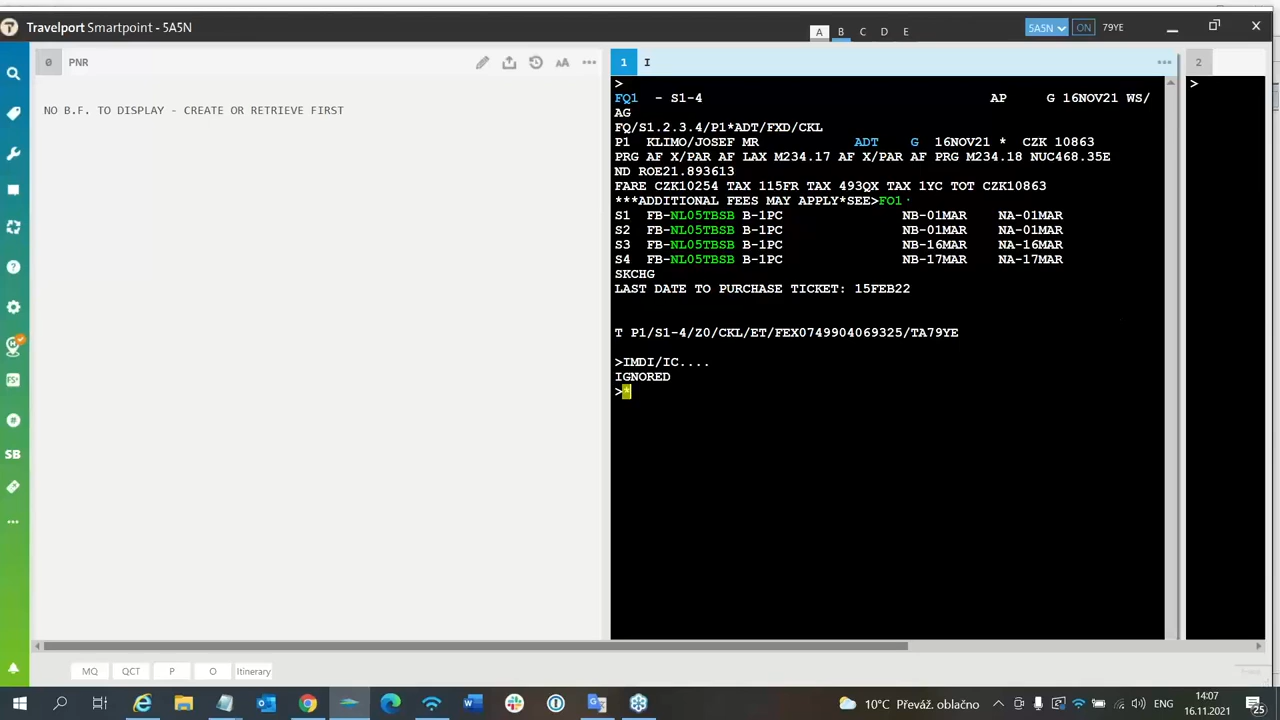 Travelport Smartpoint - 5A5N
A B C D E
5A5N ON 79YE
0 PNR
AA
NO B.F. TO DISPLAY - CREATE OR RETRIEVE FIRST
1 I
>
FQ1 - S1-4 AP G 16NOV21 WS/
AG
FQ/S1.2.3.4/P1*ADT/FXD/CKL
P1 KLIMO/JOSEF MR ADT G 16NOV21 * CZK 10863
PRG AF X/PAR AF LAX M234.17 AF X/PAR AF PRG M234.18 NUC468.35E
ND ROE21.893613
FARE CZK10254 TAX 115FR TAX 493QX TAX 1YC TOT CZK10863
***ADDITIONAL FEES MAY APPLY*SEE>FO1·
S1 FB-NL05TBSB B-1PC NB-01MAR NA-01MAR
S2 FB-NL05TBSB B-1PC NB-01MAR NA-01MAR
S3 FB-NL05TBSB B-1PC NB-16MAR NA-16MAR
S4 FB-NL05TBSB B-1PC NB-17MAR NA-17MAR
SKCHG
LAST DATE TO PURCHASE TICKET: 15FEB22
T P1/S1-4/Z0/CKL/ET/FEX0749904069325/TA79YE
>IMDI/IC....
IGNORED
>*
2
>
FS+
#
SB
MQ QCT P O Itinerary
10°C Převáž. oblačno
ENG
14:07
16.11.2021
25